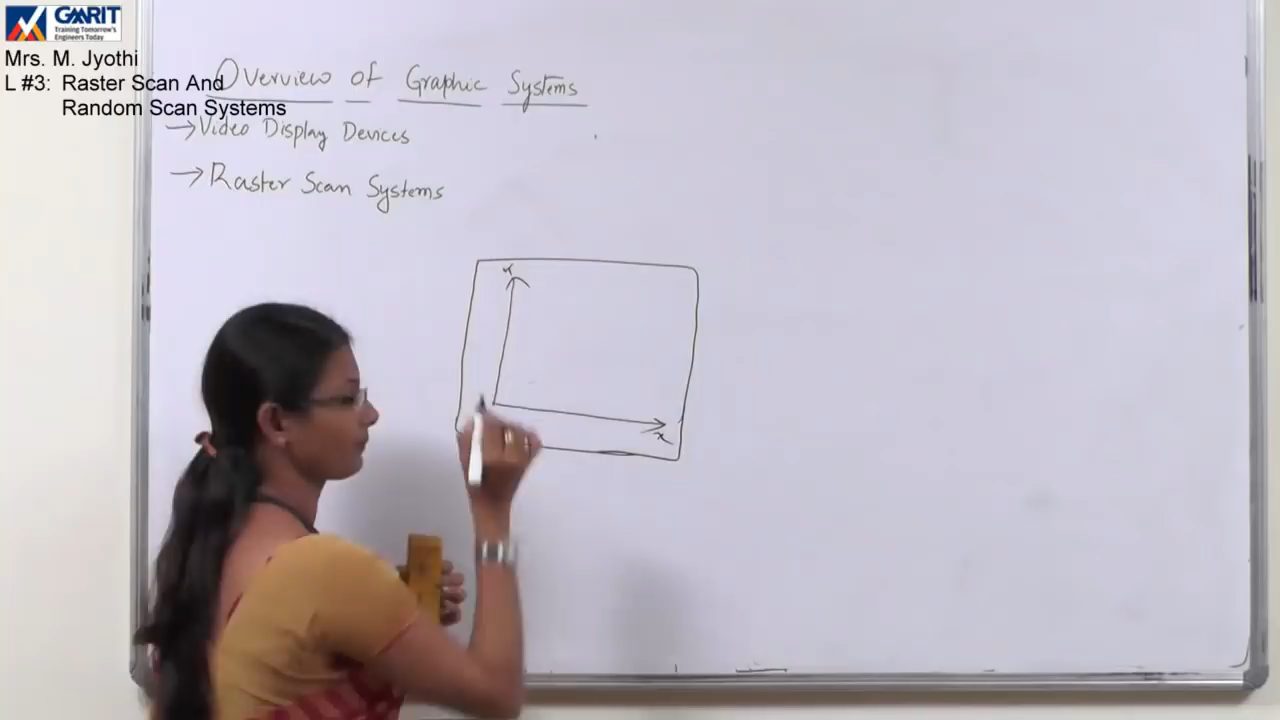 GMRIT
Training Tomorrow's
Engineers Today
Mrs. M. Jyothi
L #3: Raster Scan And
Random Scan Systems
Overview of Graphic Systems
→Video Display Devices
→Raster Scan Systems
x